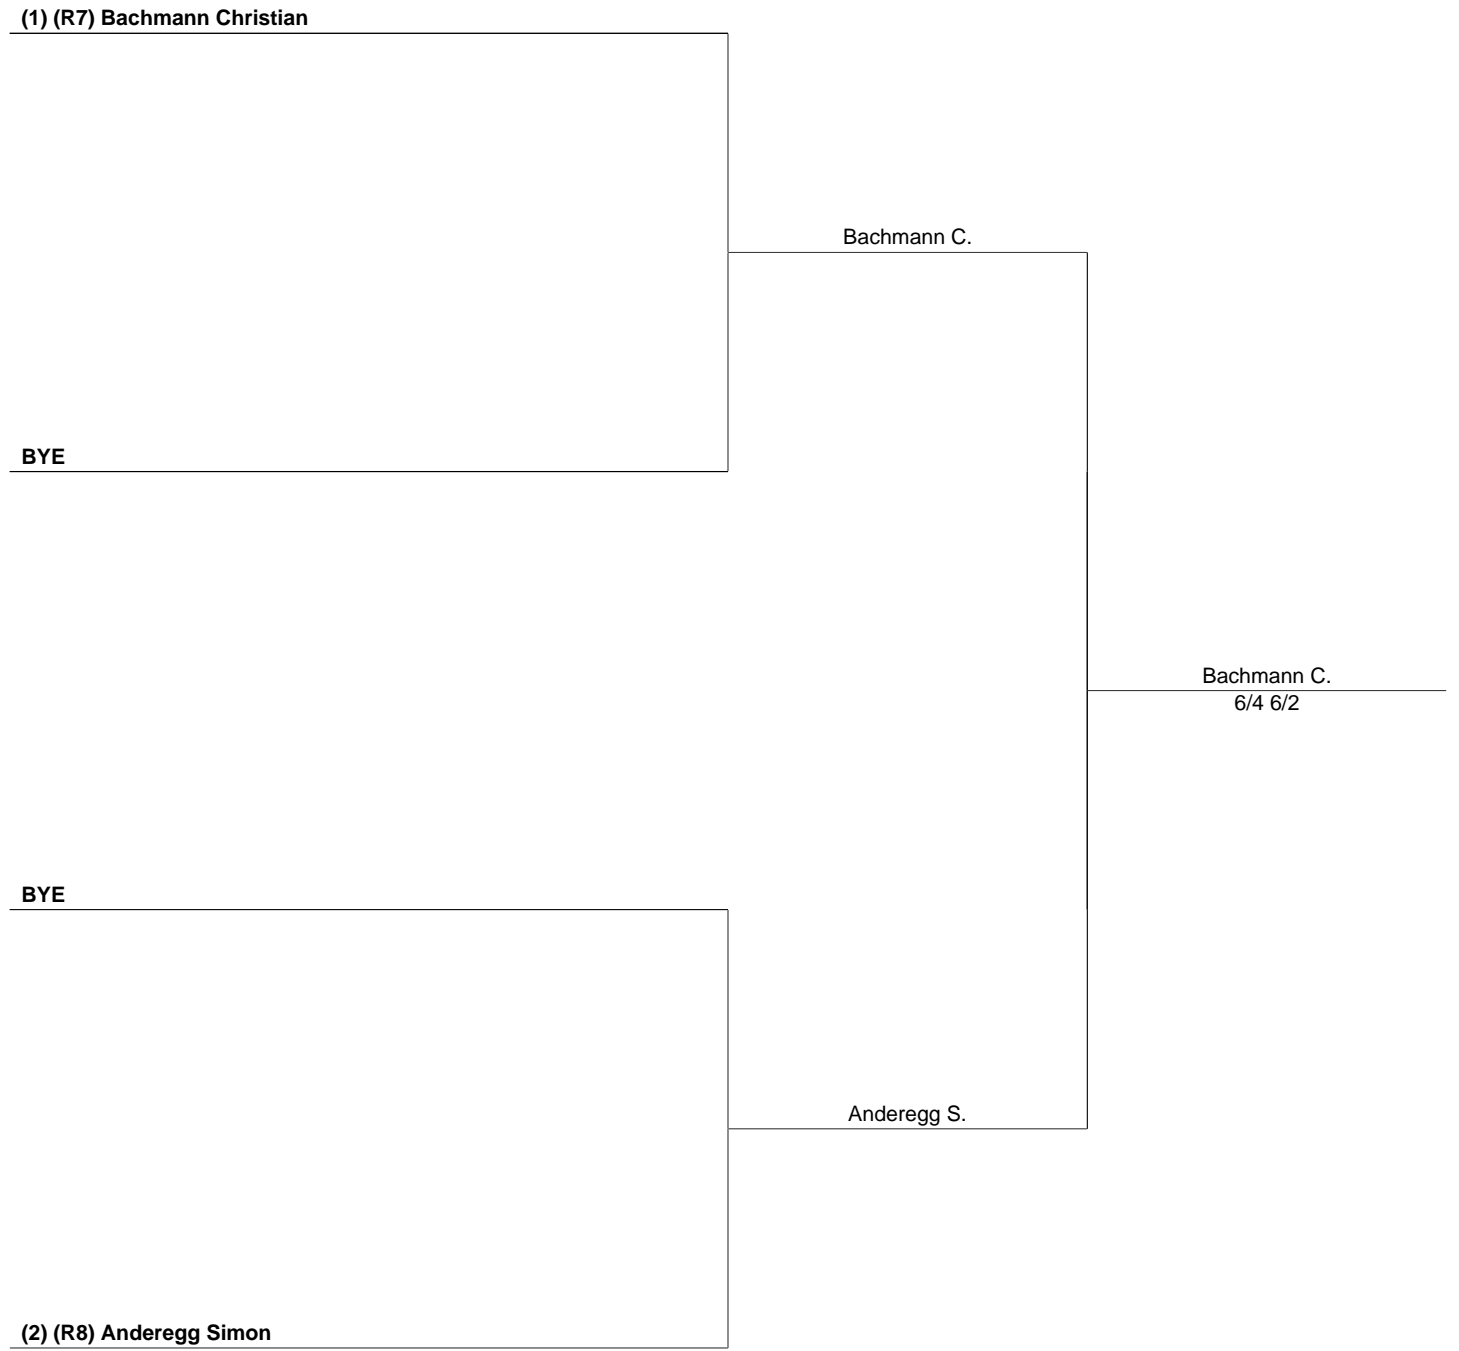 (1) (R7) Bachmann Christian
Bachmann C.
BYE
Bachmann C.
6/4 6/2
BYE
Anderegg S.
(2) (R8) Anderegg Simon